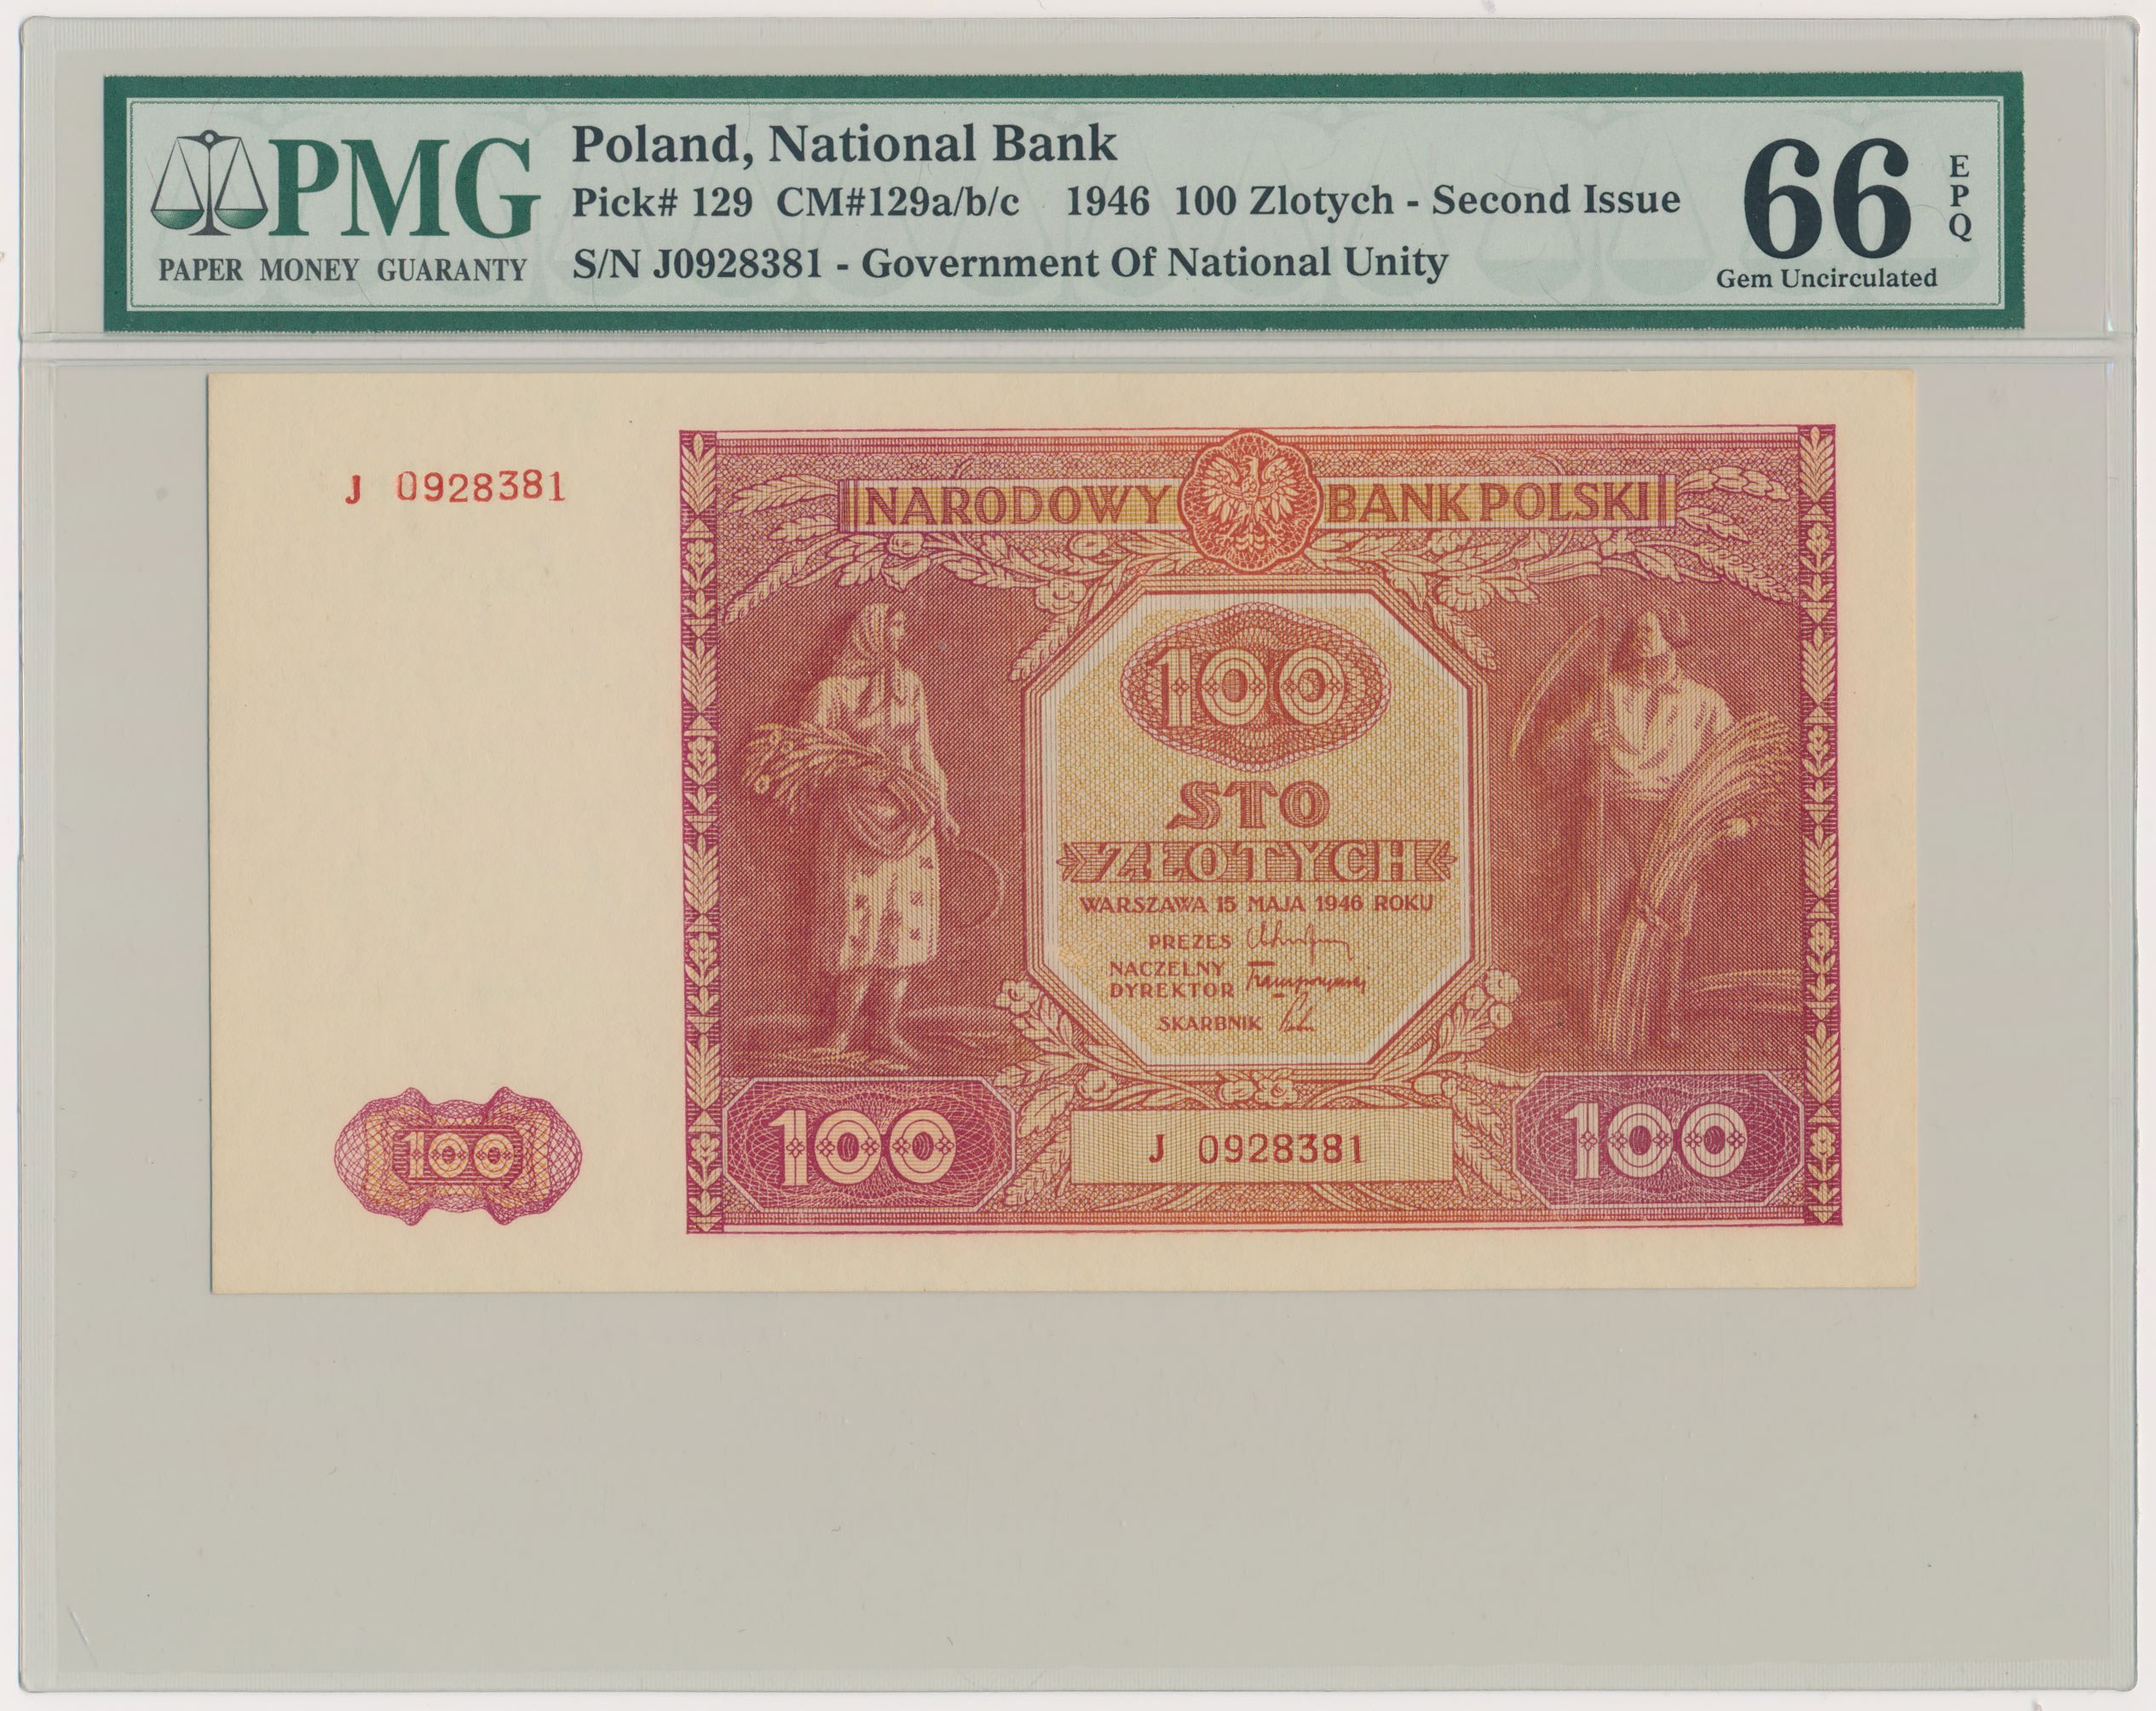 PMG
PAPER MONEY GUARANTY
Poland, National Bank
Pick# 129 CM#129a/b/c 1946 100 Zlotych - Second Issue
S/N J0928381 - Government Of National Unity
66
EPQ
Gem Uncirculated
J 0928381
NARODOWY BANK POLSKI
100
STO
ZŁOTYCH
WARSZAWA 15 MAJA 1946 ROKU
PREZES
NACZELNY
DYREKTOR
SKARBNIK
100
100
J 0928381
100